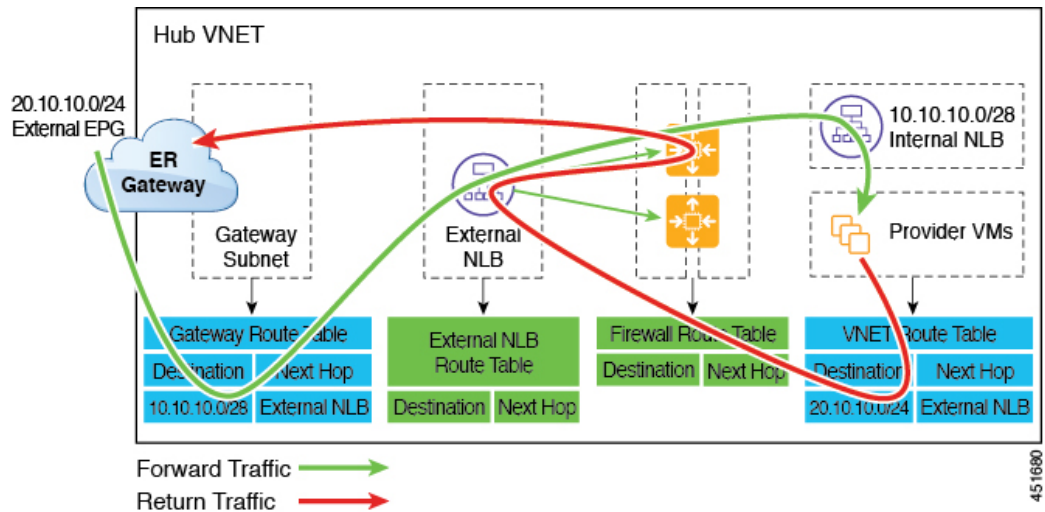 Hub VNET
20.10.10.0/24
External EPG
ER
Gateway
Gateway
Subnet
External
NLB
10.10.10.0/28
Internal NLB
Provider VMs
Gateway Route Table
Destination
Next Hop
10.10.10.0/28
External NLB
External NLB
Route Table
Destination
Next Hop
Firewall Route Table
Destination
Next Hop
VNET Route Table
Destination
Next Hop
20.10.10.0/24
External NLB
Forward Traffic
Return Traffic
451680